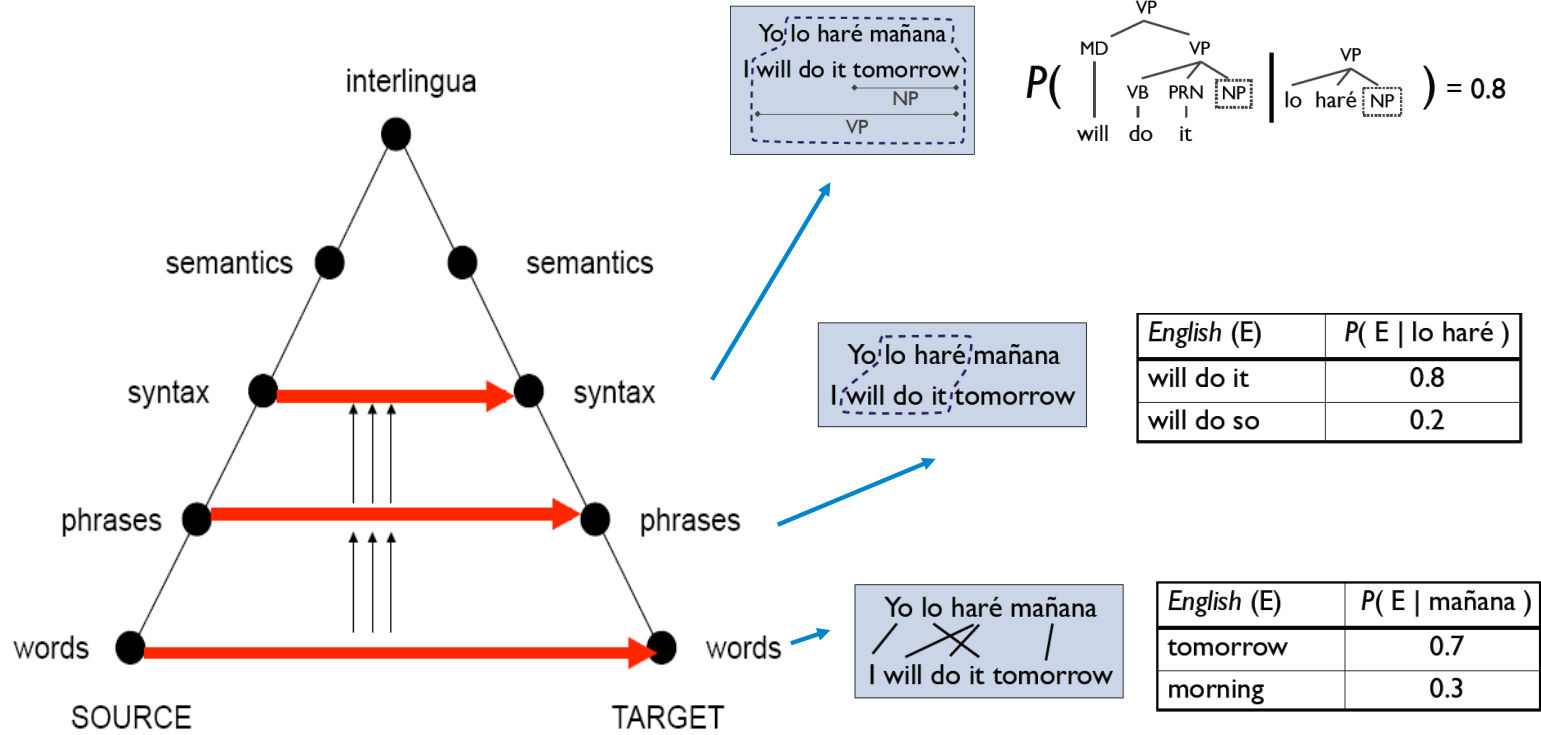 interlingua
semantics semantics
syntax syntax
phrases phrases
words words
SOURCE TARGET
Yo lo haré mañana
I will do it tomorrow
NP
VP
VP
MD VP
P( VB PRN NP | VP
lo haré NP ) = 0.8
will do it
Yo lo haré mañana
I will do it tomorrow
English (E) P( E | lo haré )
will do it 0.8
will do so 0.2
Yo lo haré mañana
I will do it tomorrow
English (E) P( E | mañana )
tomorrow 0.7
morning 0.3